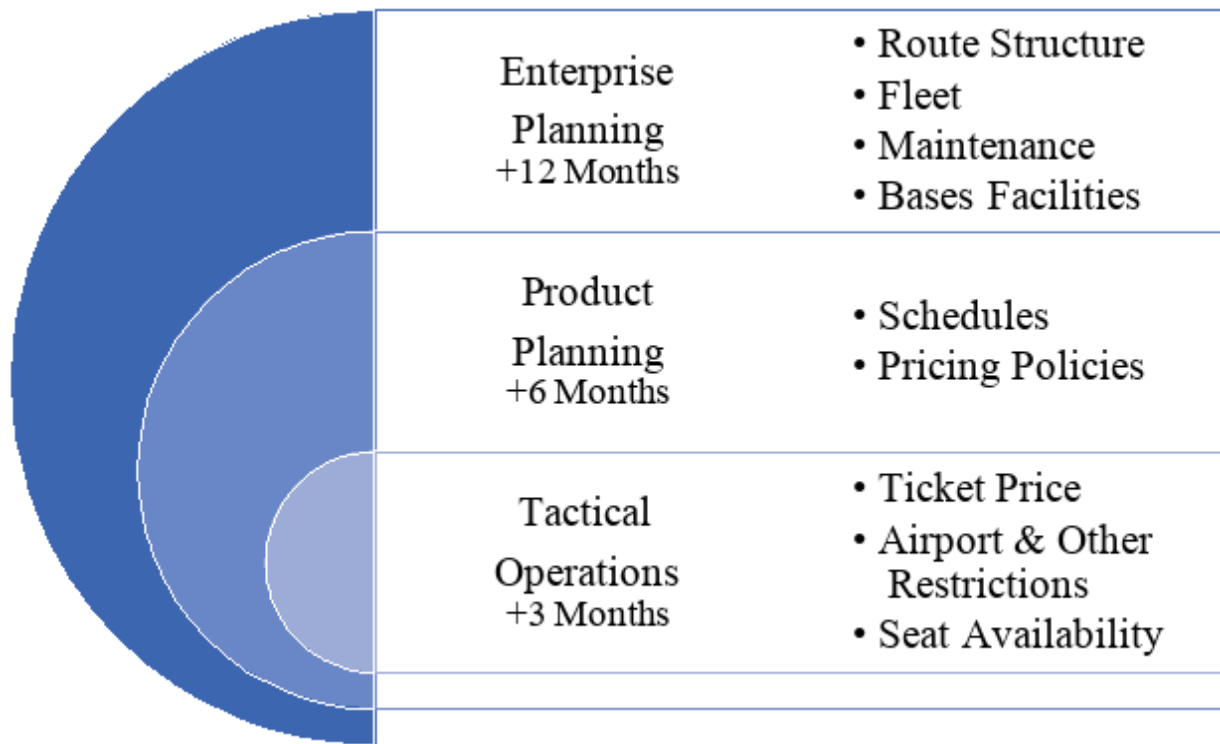 Enterprise
Planning
+12 Months
• Route Structure
• Fleet
• Maintenance
• Bases Facilities
Product
Planning
+6 Months
• Schedules
• Pricing Policies
Tactical
Operations
+3 Months
• Ticket Price
• Airport & Other
Restrictions
• Seat Availability